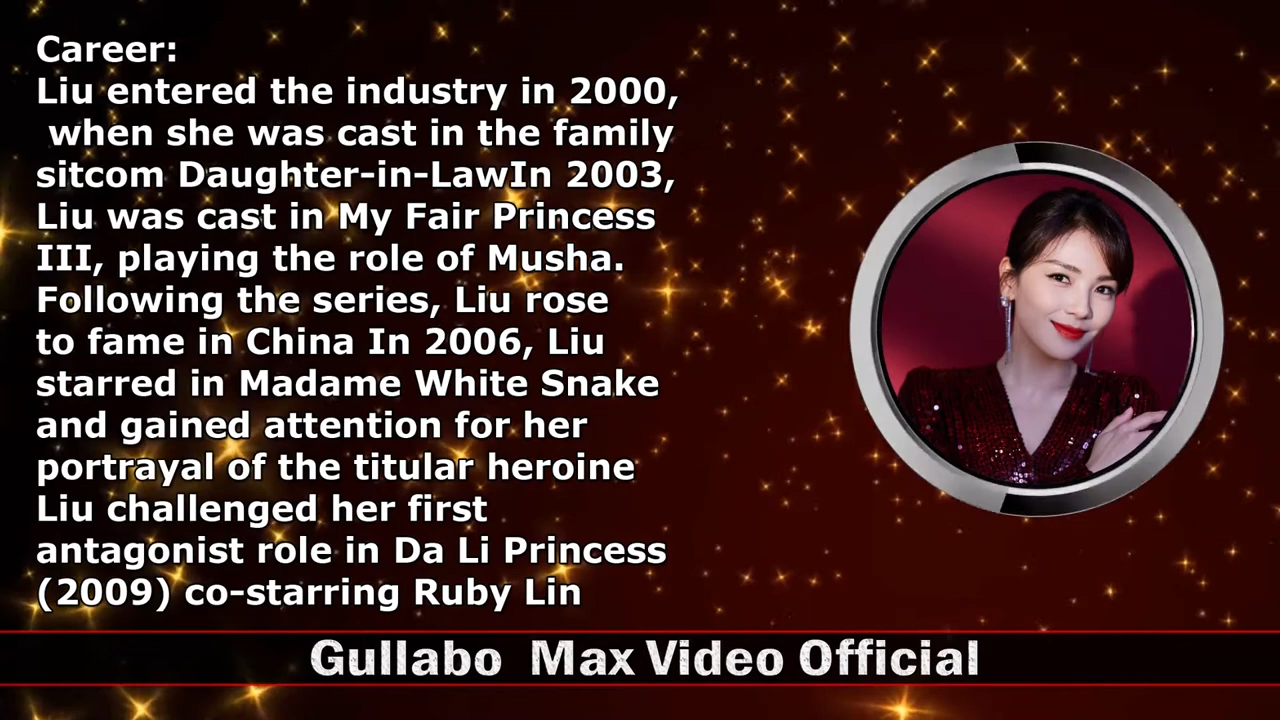 Career:
Liu entered the industry in 2000,
when she was cast in the family
sitcom Daughter-in-LawIn 2003,
Liu was cast in My Fair Princess
III, playing the role of Musha.
Following the series, Liu rose
to fame in China In 2006, Liu
starred in Madame White Snake
and gained attention for her
portrayal of the titular heroine
Liu challenged her first
antagonist role in Da Li Princess
(2009) co-starring Ruby Lin
Gullabo Max Video Official